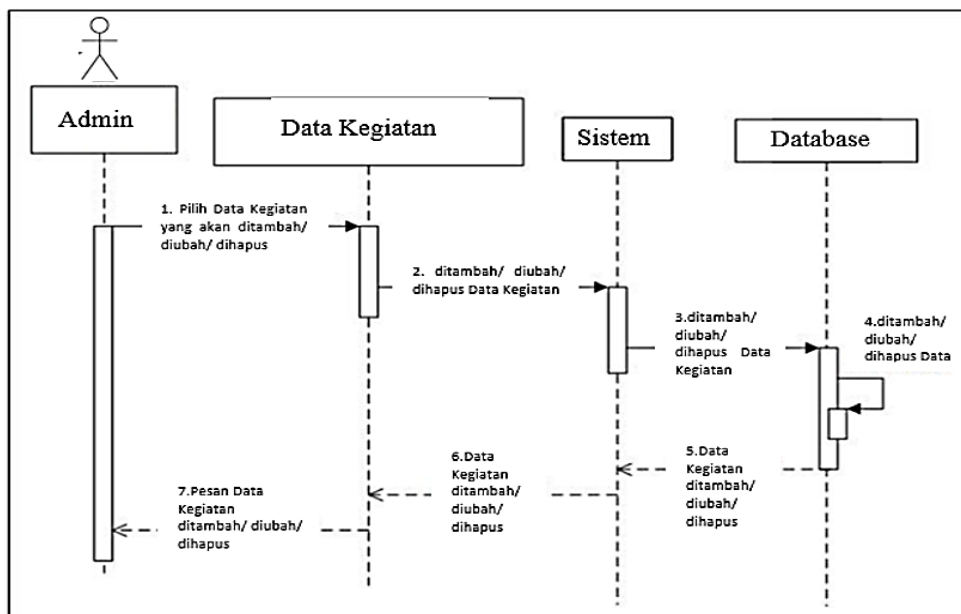 Admin
Data Kegiatan
Sistem
Database
1. Pilih Data Kegiatan
yang akan ditambah/
diubah/ dihapus
2. ditambah/ diubah/
dihapus Data Kegiatan
3.ditambah/
diubah/
dihapus Data
Kegiatan
4.ditambah/
diubah/
dihapus Data
5.Data
Kegiatan
ditambah/
diubah/
dihapus
6.Data
Kegiatan
ditambah/
diubah/
dihapus
7.Pesan Data
Kegiatan
ditambah/ diubah/
dihapus